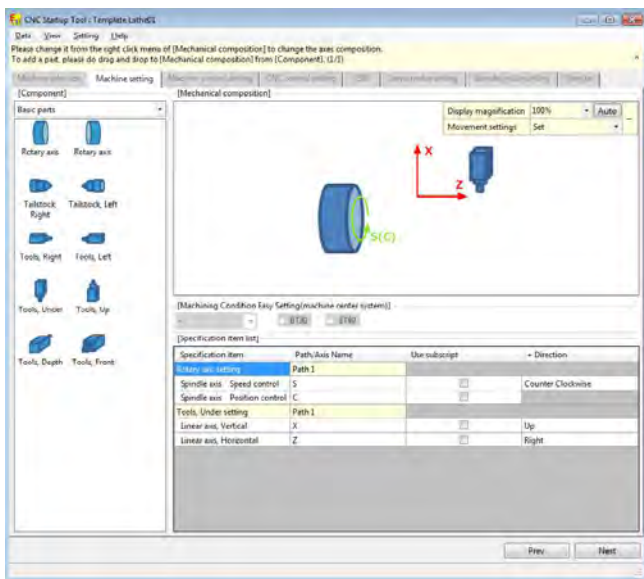 CNC Startup Tool : Template Lathe01
Data View Setting Help
Please change it from the right click menu of [Mechanical composition] to change the axes composition.
To add a part, please do drag and drop to [Mechanical composition] from [Component]. (1/1)
Machine setting
[Component]
[Mechanical composition]
Basic parts
Display magnification 100% Auto
Movement settings Set
Rotary axis Rotary axis
X
Z
S(C)
Tailstock, Right Tailstock, Left
Tools, Right Tools, Left
Tools, Under Tools, Up
Tools, Depth Tools, Front
[Machining Condition Easy Setting(machine center system)]
BT30 BT40
[Specification item list]
Specification item Path/Axis Name Use subscript + Direction
Rotary axis setting Path 1
Spindle axis Speed control S Counter Clockwise
Spindle axis Position control C
Tools, Under setting Path 1
Linear axis, Vertical X Up
Linear axis, Horizontal Z Right
Prev Next